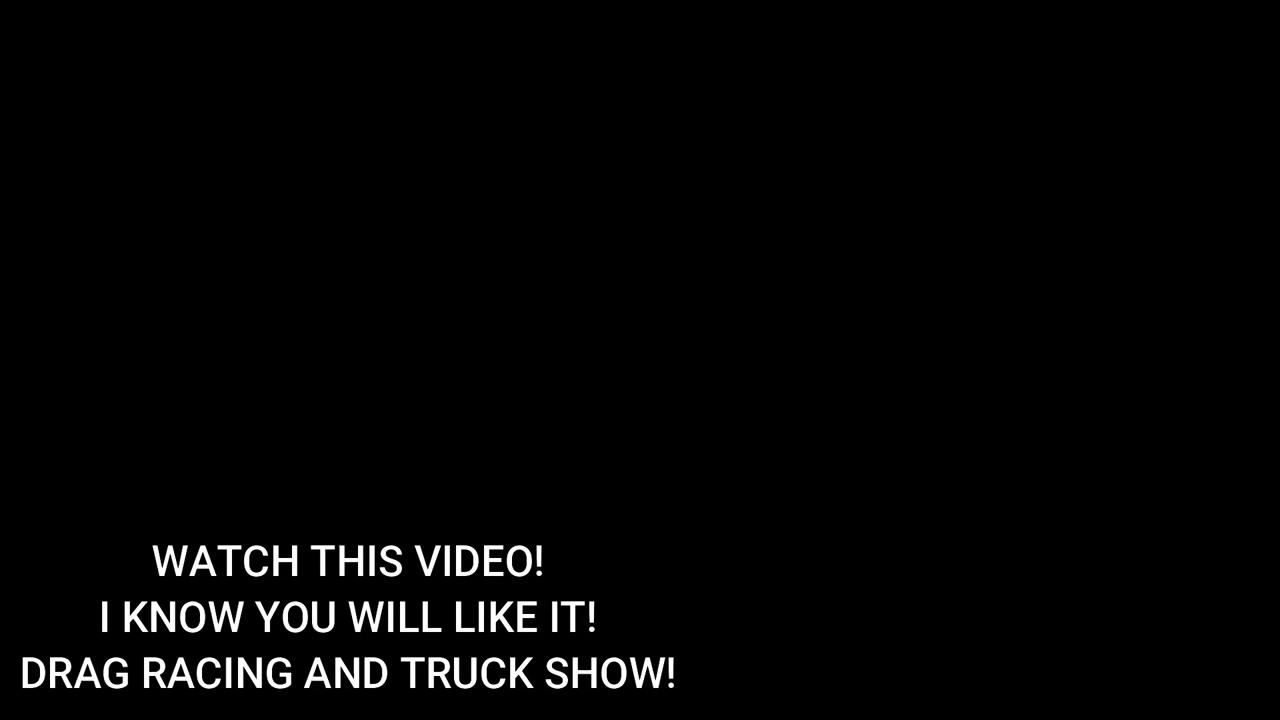 WATCH THIS VIDEO!
I KNOW YOU WILL LIKE IT!
DRAG RACING AND TRUCK SHOW!